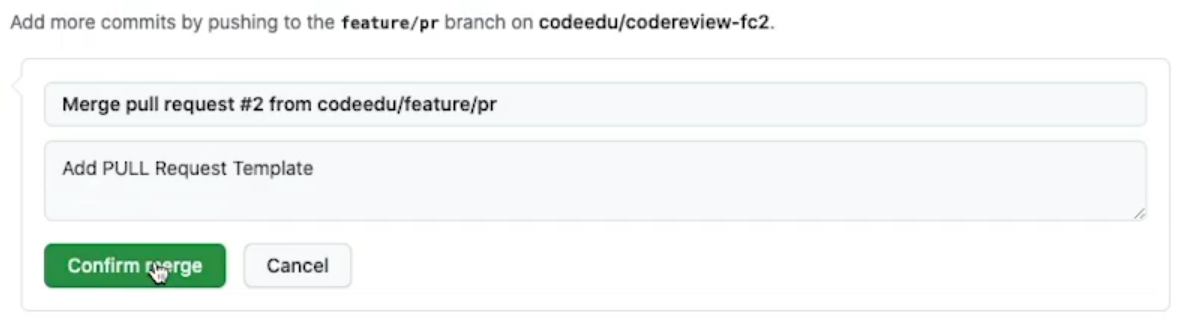 Add more commits by pushing to the feature/pr branch on codeedu/codereview-fc2.
Merge pull request #2 from codeedu/feature/pr
Add PULL Request Template
Confirm merge
Cancel